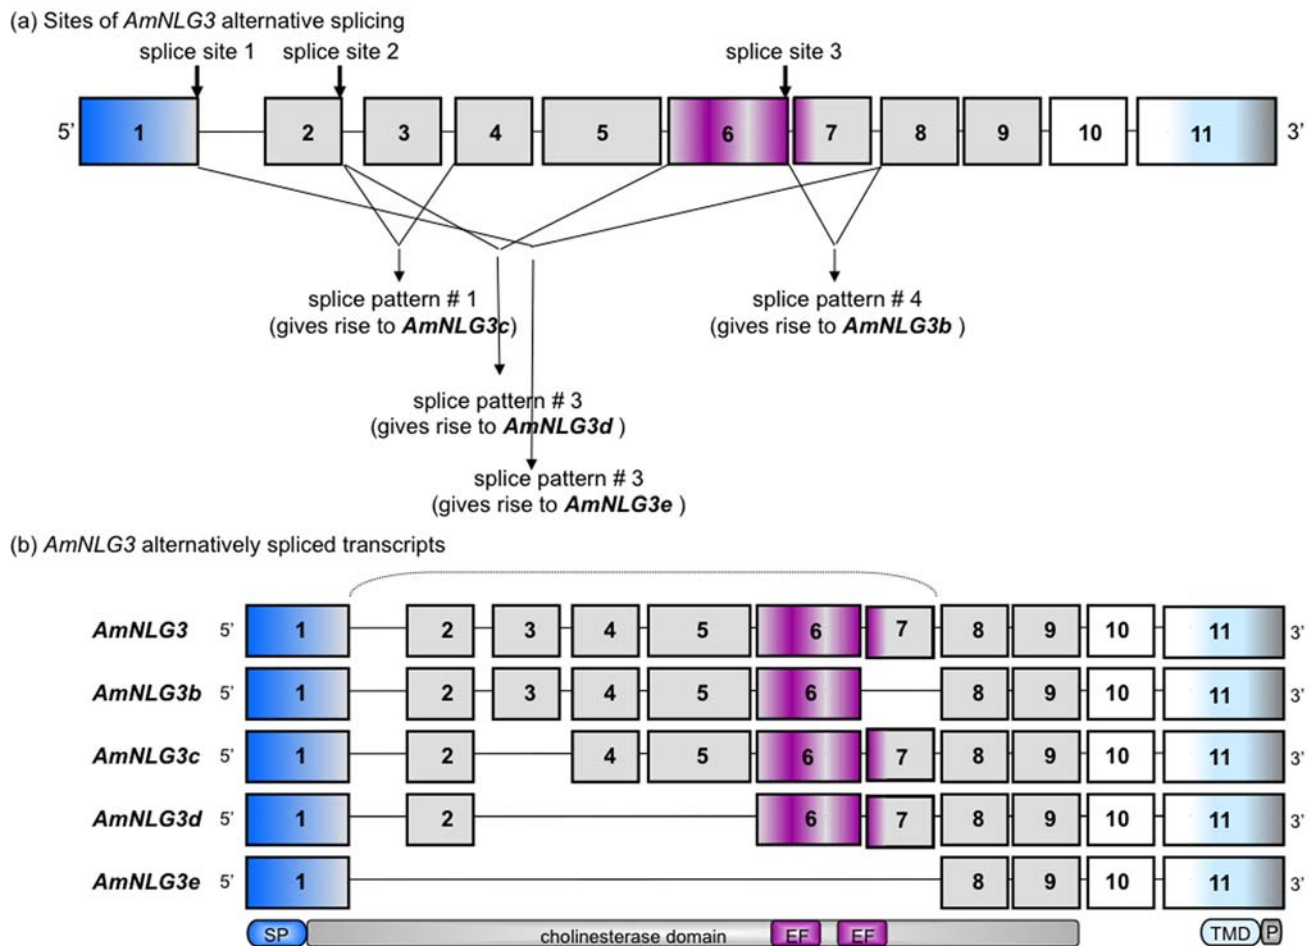 (a) Sites of AmNLG3 alternative splicing
splice site 1 splice site 2 splice site 3
5’ 1 2 3 4 5 6 7 8 9 10 11 3’
splice pattern # 1 splice pattern # 4
(gives rise to AmNLG3c) (gives rise to AmNLG3b )
splice pattern # 3
(gives rise to AmNLG3d )
splice pattern # 3
(gives rise to AmNLG3e )
(b) AmNLG3 alternatively spliced transcripts
AmNLG3 5’ 1 2 3 4 5 6 7 8 9 10 11 3’
AmNLG3b 5’ 1 2 3 4 5 6 8 9 10 11 3’
AmNLG3c 5’ 1 2 4 5 6 7 8 9 10 11 3’
AmNLG3d 5’ 1 2 6 7 8 9 10 11 3’
AmNLG3e 5’ 1 8 9 10 11 3’
SP cholinesterase domain EF EF TMD P